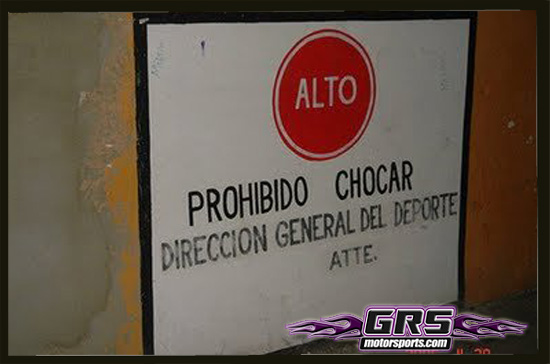 ALTO
PROHIBIDO CHOCAR
DIRECCION GENERAL DEL DEPORTE
ATTE.
GRS
motorsports.com